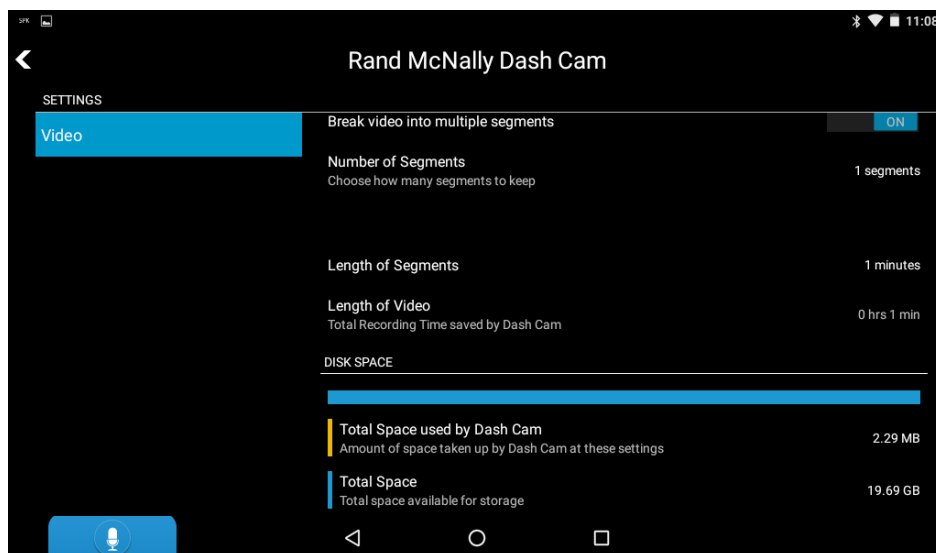 SPK
11:08
Rand McNally Dash Cam
SETTINGS
Video
Break video into multiple segments
ON
Number of Segments
1 segments
Choose how many segments to keep
Length of Segments
1 minutes
Length of Video
0 hrs 1 min
Total Recording Time saved by Dash Cam
DISK SPACE
Total Space used by Dash Cam
2.29 MB
Amount of space taken up by Dash Cam at these settings
Total Space
19.69 GB
Total space available for storage